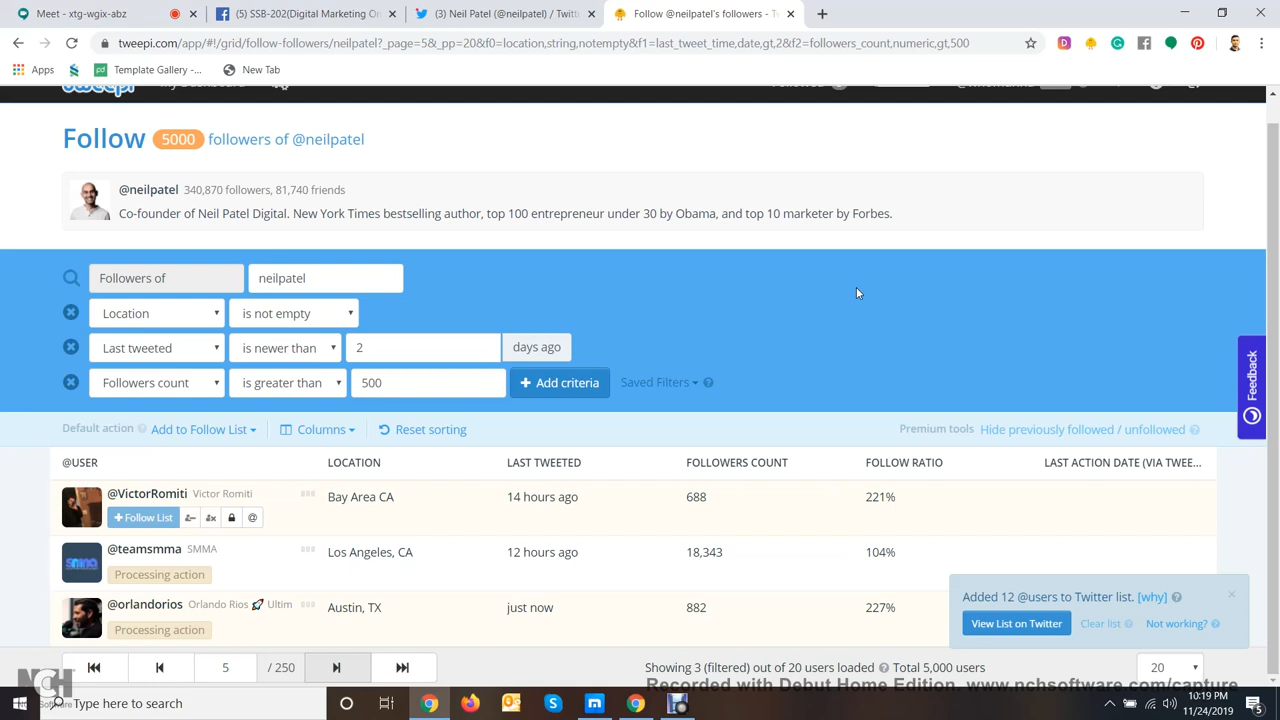 Meet - xtg-wgix-abz
(5) SSB-202(Digital Marketing On
(3) Neil Patel (@neilpatel) / Twitte
Follow @neilpatel's followers - T
tweepi.com/app/#!/grid/follow-followers/neilpatel?_page=5&_pp=20&f0=location,string,notempty&f1=last_tweet_time,date,gt,2&f2=followers_count,numeric,gt,500
Apps
Template Gallery -...
New Tab
Follow 5000 followers of @neilpatel
@neilpatel 340,870 followers, 81,740 friends
Co-founder of Neil Patel Digital. New York Times bestselling author, top 100 entrepreneur under 30 by Obama, and top 10 marketer by Forbes.
Followers of neilpatel
Location is not empty
Last tweeted is newer than 2 days ago
Followers count is greater than 500 + Add criteria Saved Filters
Feedback
Default action Add to Follow List Columns Reset sorting Premium tools Hide previously followed / unfollowed
@USER LOCATION LAST TWEETED FOLLOWERS COUNT FOLLOW RATIO LAST ACTION DATE (VIA TWEE...
@VictorRomiti Victor Romiti Bay Area CA 14 hours ago 688 221%
+Follow List @
@teamsmma SMMA Los Angeles, CA 12 hours ago 18,343 104%
Processing action
@orlandorios Orlando Rios 🚀 Ultim Austin, TX just now 882 227%
Processing action
Added 12 @users to Twitter list. [why]
View List on Twitter Clear list Not working?
5 / 250 Showing 3 (filtered) out of 20 users loaded Total 5,000 users 20
Recorded with Debut Home Edition. www.nchsoftware.com/capture
NCH Software
Type here to search
10:19 PM
11/24/2019